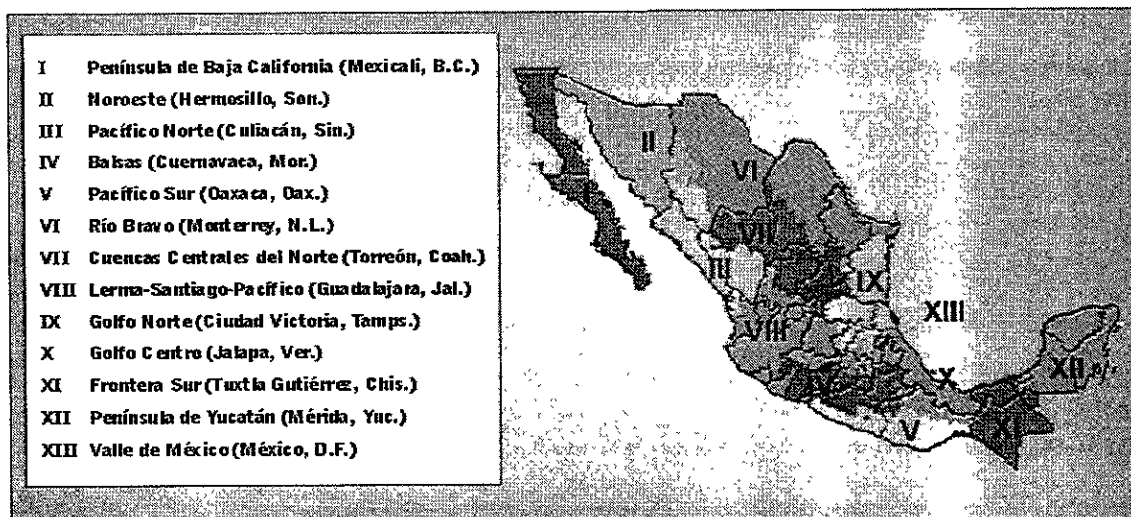 I Península de Baja California (Mexicali, B.C.)
II Noroeste (Hermosillo, Son.)
III Pacífico Norte (Culiacán, Sin.)
IV Balsas (Cuernavaca, Mor.)
V Pacífico Sur (Oaxaca, Oax.)
VI Río Bravo (Monterrey, N.L.)
VII Cuencas Centrales del Norte (Torreón, Coah.)
VIII Lerma-Santiago-Pacífico (Guadalajara, Jal.)
IX Golfo Norte (Ciudad Victoria, Tamps.)
X Golfo Centro (Jalapa, Ver.)
XI Frontera Sur (Tuxtla Gutiérrez, Chis.)
XII Península de Yucatán (Mérida, Yuc.)
XIII Valle de México (México, D.F.)
II
VI
I
VII
III
IX
XIII
VIII
XII
X
IV
V
XI